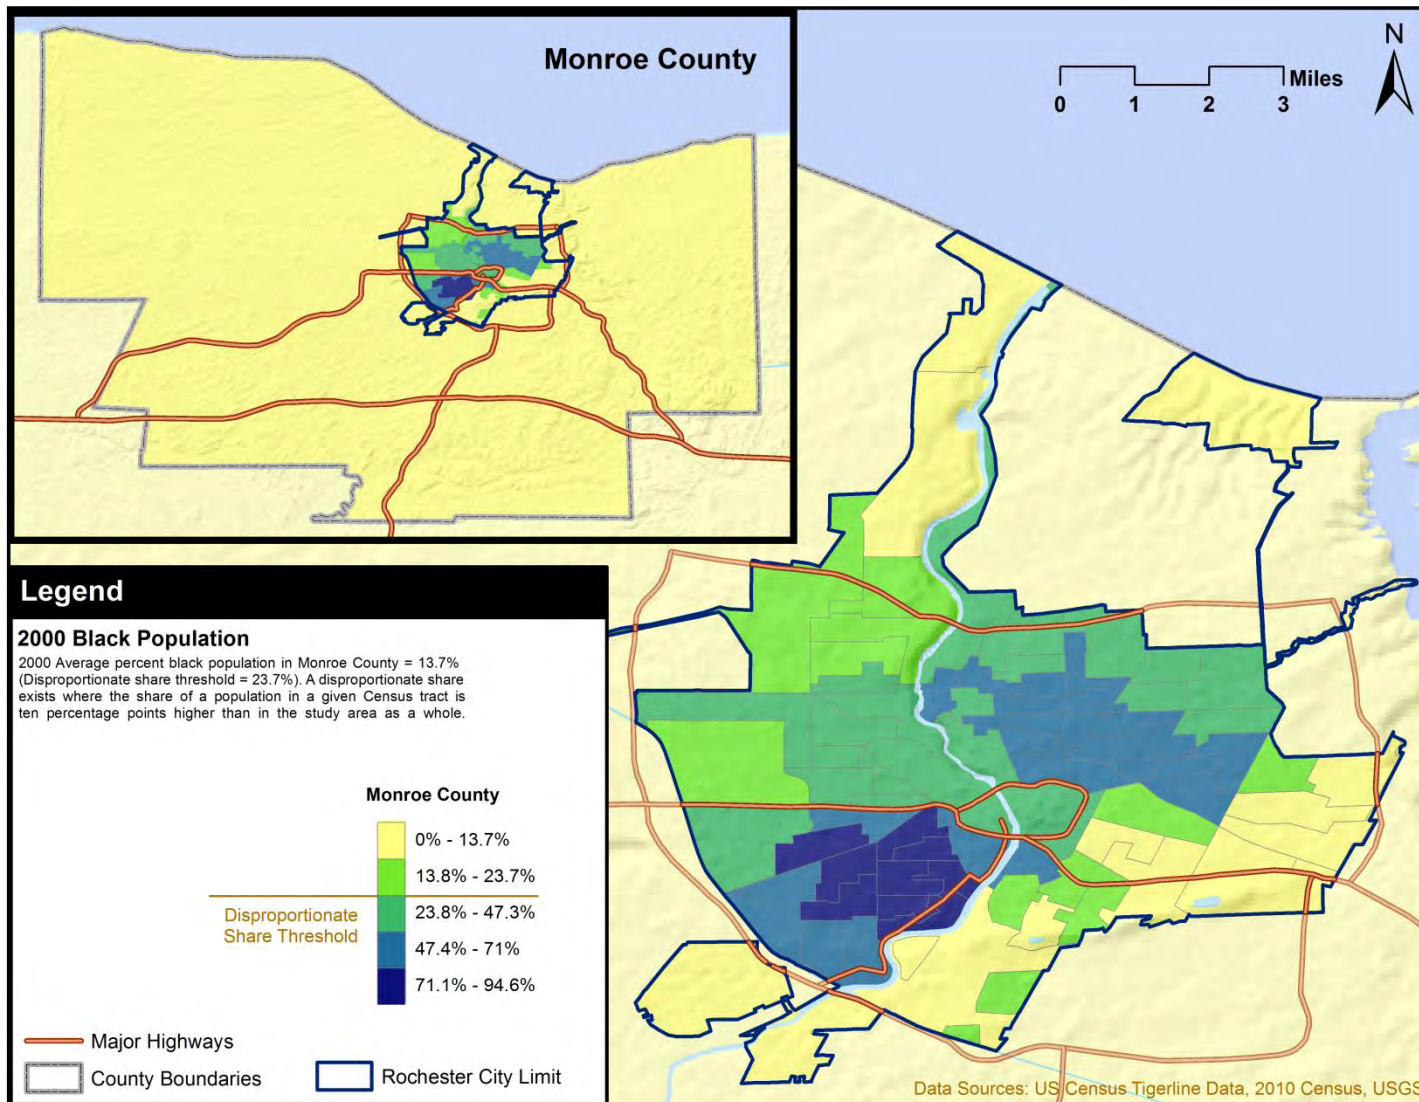 Monroe County
N
Miles
0 1 2 3
Legend
2000 Black Population
2000 Average percent black population in Monroe County = 13.7%
(Disproportionate share threshold = 23.7%). A disproportionate share
exists where the share of a population in a given Census tract is
ten percentage points higher than in the study area as a whole.
Monroe County
0% - 13.7%
13.8% - 23.7%
Disproportionate
Share Threshold
23.8% - 47.3%
47.4% - 71%
71.1% - 94.6%
Major Highways
County Boundaries
Rochester City Limit
Data Sources: US Census Tigerline Data, 2010 Census, USGS